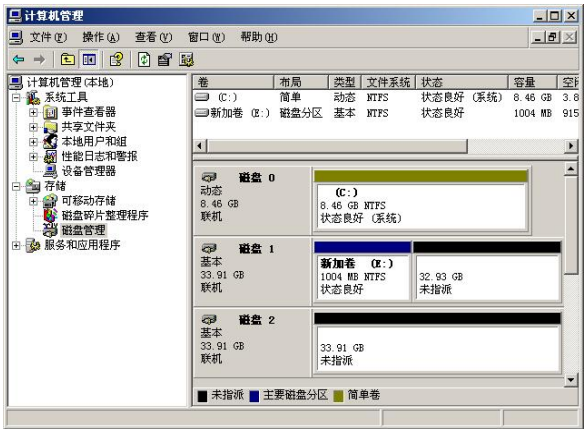 计算机管理
文件(F) 操作(A) 查看(V) 窗口(W) 帮助(H)
计算机管理(本地)
系统工具
事件查看器
共享文件夹
本地用户和组
性能日志和警报
设备管理器
存储
可移动存储
磁盘碎片整理程序
磁盘管理
服务和应用程序
卷 布局 类型 文件系统 状态 容量
(C:) 简单 动态 NTFS 状态良好 (系统) 8.46 GB 3.8
新加卷 (E:) 磁盘分区 基本 NTFS 状态良好 1004 MB 915
磁盘 0
动态
8.46 GB
联机
(C:)
8.46 GB NTFS
状态良好 (系统)
磁盘 1
基本
33.91 GB
联机
新加卷 (E:)
1004 MB NTFS
状态良好
32.93 GB
未指派
磁盘 2
基本
33.91 GB
联机
33.91 GB
未指派
未指派 主要磁盘分区 简单卷